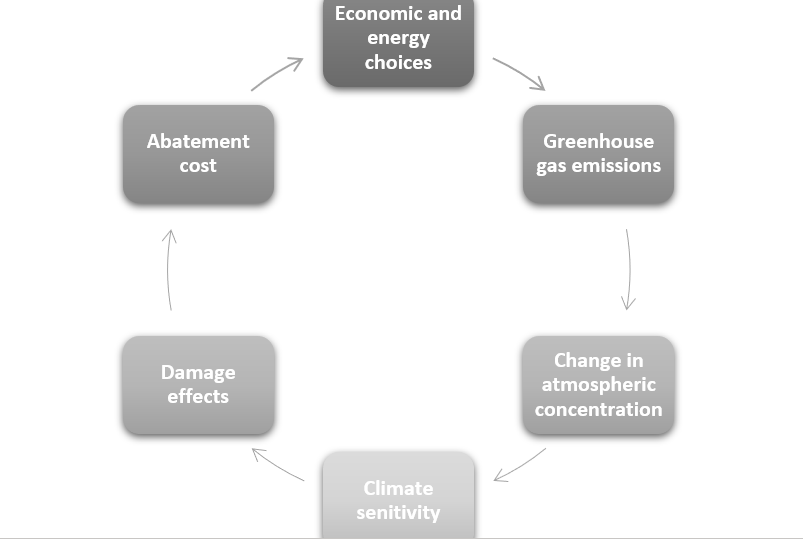 Economic and
energy
choices
Greenhouse
gas emissions
Change in
atmospheric
concentration
Climate
senitivity
Damage
effects
Abatement
cost